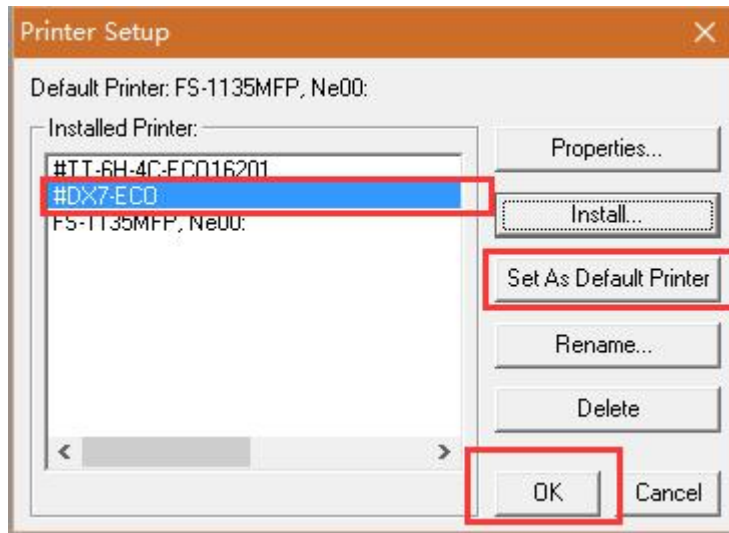 Printer Setup
Default Printer: FS-1135MFP, Ne00:
Installed Printer:
#TT-6H-4C-ECO16201
#DX7-ECO
FS-1135MFP, Ne00:
Properties...
Install...
Set As Default Printer
Rename...
Delete
OK
Cancel